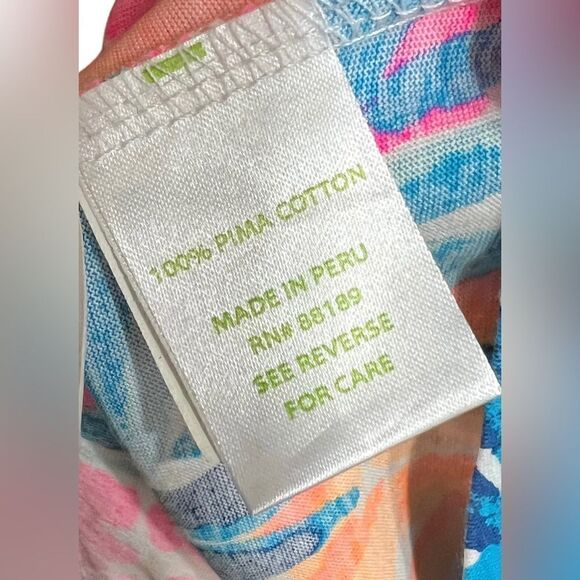 100% PIMA COTTON
MADE IN PERU
RN# 88189
SEE REVERSE
FOR CARE